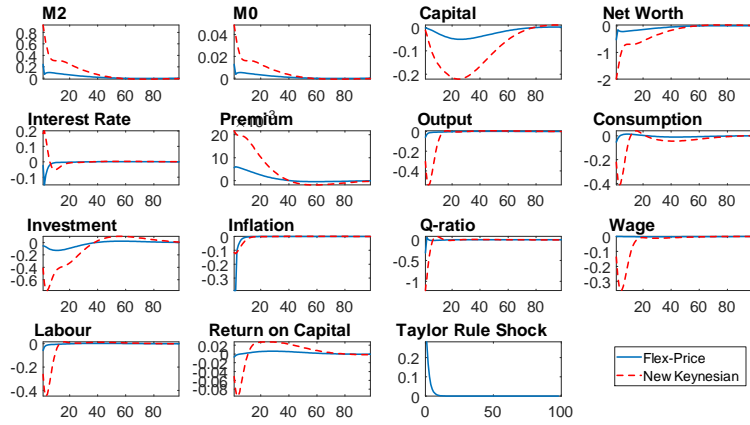 M2 M0 Capital Net Worth
0.8
0.6
0.4
0.2
0
20 40 60 80
0.04
0.02
0
20 40 60 80
0
-0.1
-0.2
20 40 60 80
0
-1
-2
20 40 60 80
Interest Rate Premium Output Consumption
0.2
0.1
0
-0.1
20 40 60 80
20
10
0
20 40 60 80
0
-0.2
-0.4
20 40 60 80
0
-0.2
-0.4
20 40 60 80
Investment Inflation Q-ratio Wage
0
-0.2
-0.4
-0.6
20 40 60 80
0
-0.1
-0.2
-0.3
20 40 60 80
0
-0.5
-1
20 40 60 80
0
-0.1
-0.2
-0.3
20 40 60 80
Labour Return on Capital Taylor Rule Shock
0
-0.2
-0.4
20 40 60 80
0.02
0
-0.02
-0.04
-0.06
-0.08
20 40 60 80
0.2
0.1
0
0 50 100
Flex-Price
New Keynesian